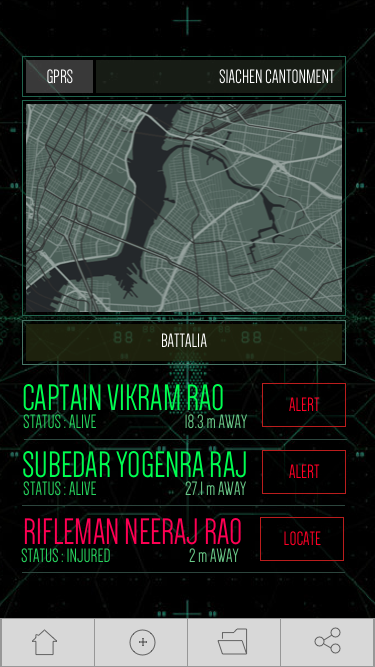 GPRS SIACHEN CANTONMENT
BATTALIA
CAPTAIN VIKRAM RAO
STATUS : ALIVE 18.3 m AWAY
ALERT
SUBEDAR YOGENRA RAJ
STATUS : ALIVE 27.1 m AWAY
ALERT
RIFLEMAN NEERAJ RAO
STATUS : INJURED 2 m AWAY
LOCATE